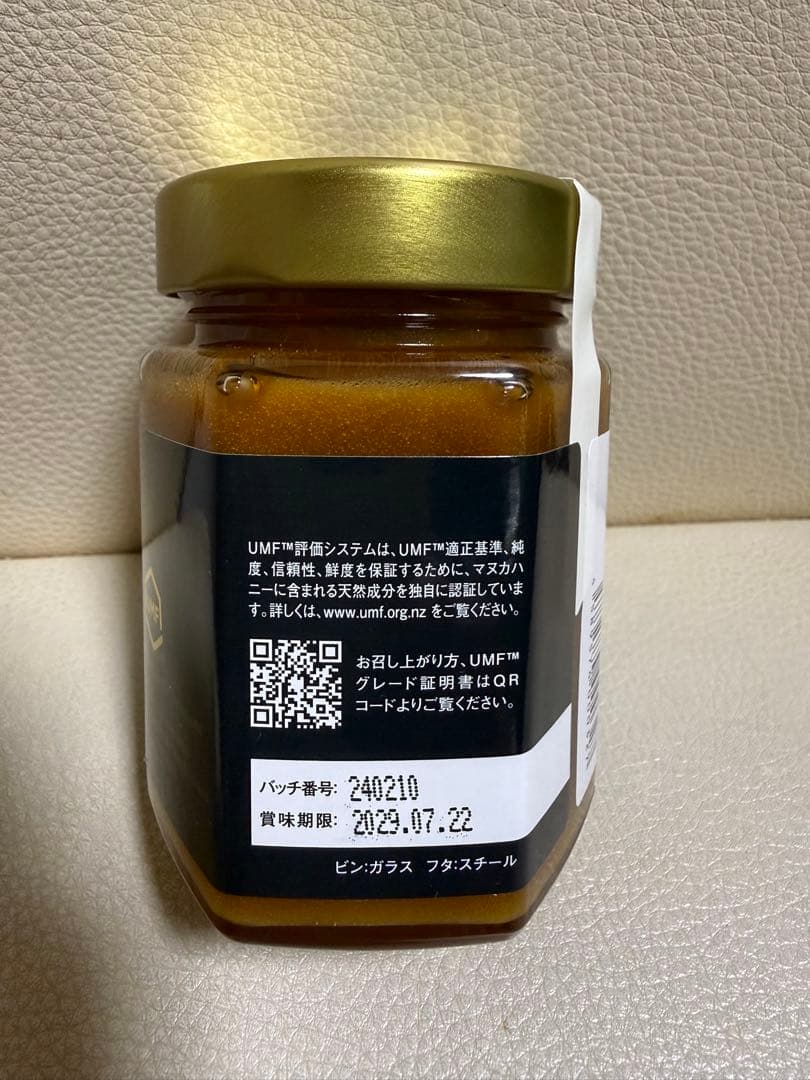 UMF™評価システムは、UMF™適正基準、純
度、信頼性、鮮度を保証するために、マヌカハ
ニーに含まれる天然成分を独自に認証していま
す。詳しくは、www.umf.org.nz をご覧ください。
UMF
お召し上がり方、UMF™
グレード証明書はQR
コードよりご覧ください。
バッチ番号: 240210
賞味期限: 2029.07.22
ビン:ガラス フタ:スチール